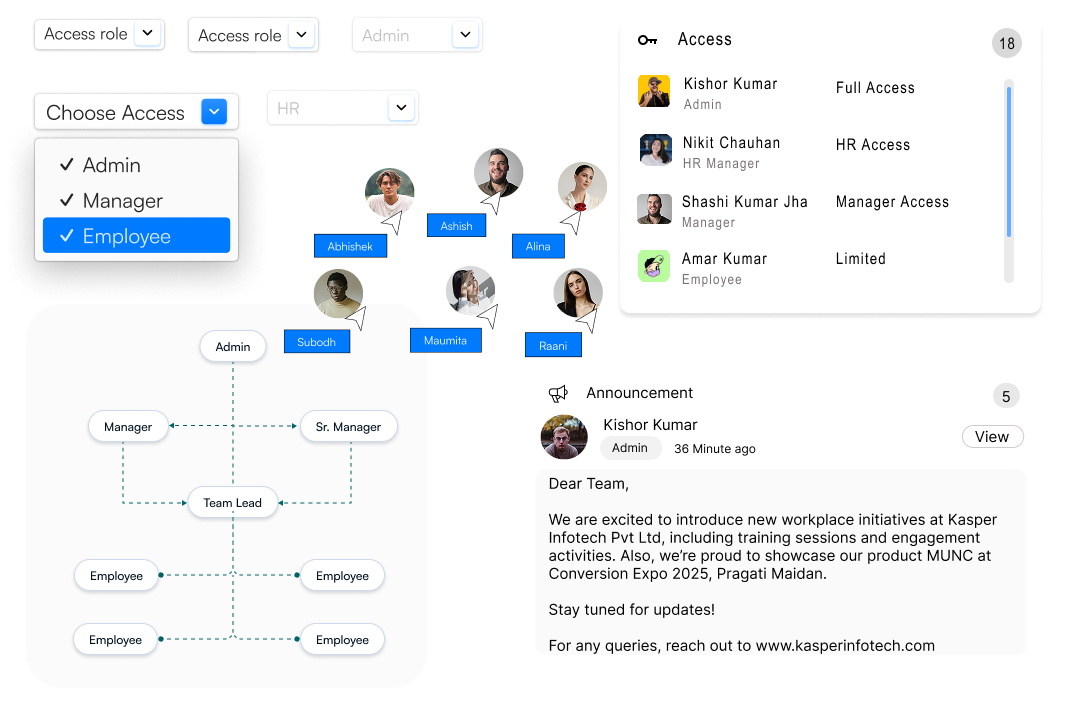 Access role
Access role
Admin
Choose Access
HR
Admin
Manager
Employee
Abhishek
Ashish
Alina
Subodh
Maumita
Raani
Access
18
Kishor Kumar
Admin
Full Access
Nikit Chauhan
HR Manager
HR Access
Shashi Kumar Jha
Manager
Manager Access
Amar Kumar
Employee
Limited
Admin
Manager
Sr. Manager
Team Lead
Employee
Employee
Employee
Employee
Announcement
5
Kishor Kumar
Admin
36 Minute ago
View
Dear Team,
We are excited to introduce new workplace initiatives at Kasper
Infotech Pvt Ltd, including training sessions and engagement
activities. Also, we’re proud to showcase our product MUNC at
Conversion Expo 2025, Pragati Maidan.
Stay tuned for updates!
For any queries, reach out to www.kasperinfotech.com